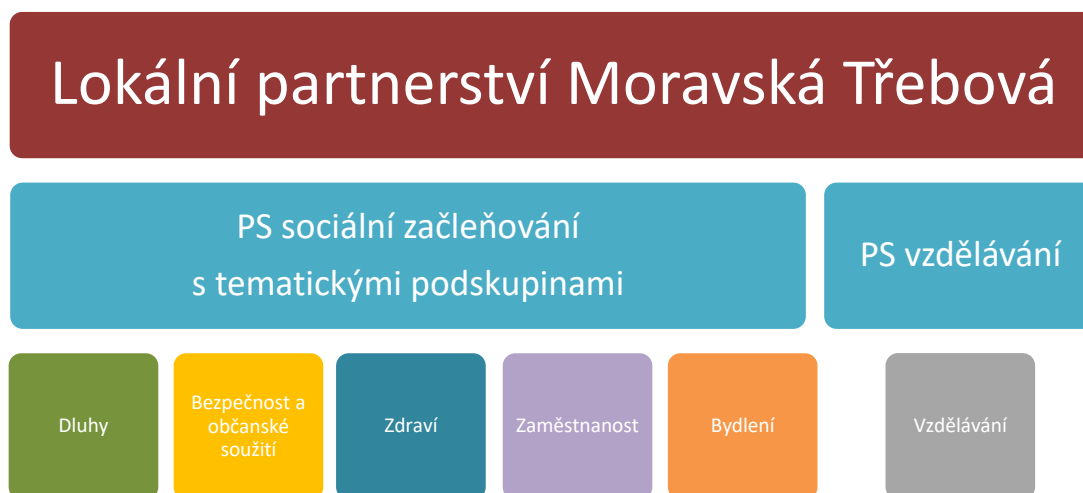 Lokální partnerství Moravská Třebová
PS sociální začleňování
s tematickými podskupinami
PS vzdělávání
Dluhy
Bezpečnost a
občanské
soužití
Zdraví
Zaměstnanost
Bydlení
Vzdělávání